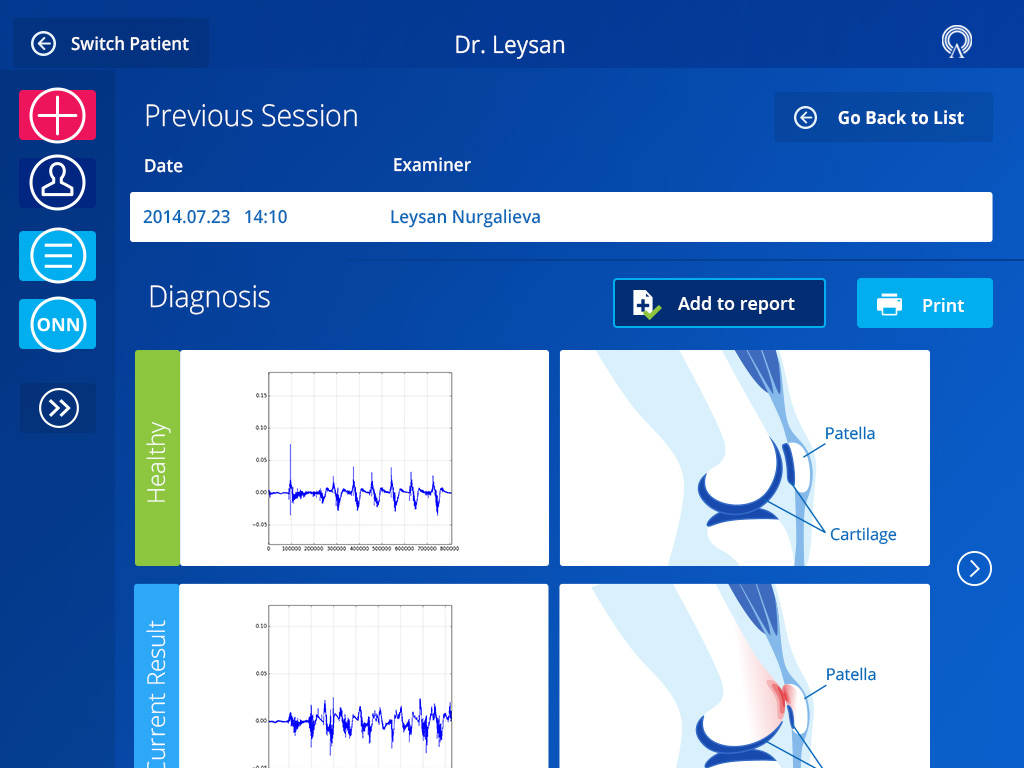 Switch Patient
Dr. Leysan
Previous Session
Go Back to List
Date Examiner
2014.07.23 14:10 Leysan Nurgalieva
ONN
Diagnosis
Add to report
Print
Healthy
0.15
0.10
0.05
0.00
−0.05
0 100000 200000 300000 400000 500000 600000 700000 800000
Patella
Cartilage
Current Result
0.10
0.05
0.00
Patella